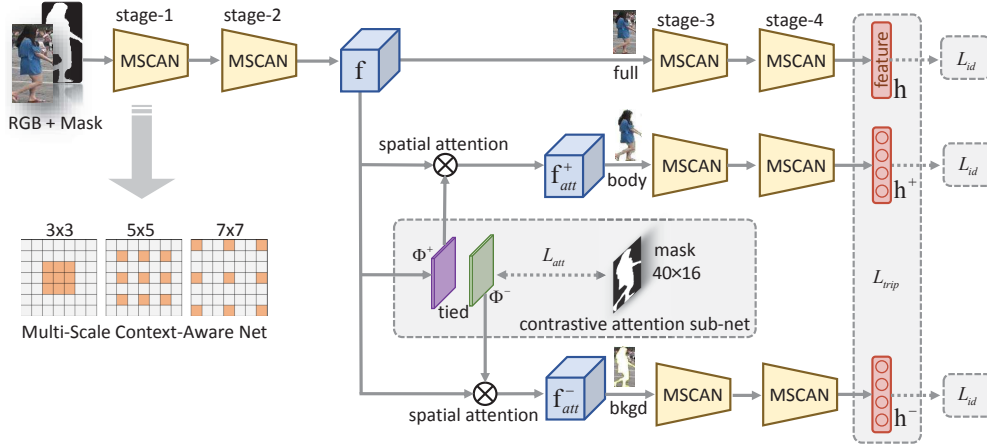 stage-1
stage-2
MSCAN
MSCAN
RGB + Mask
f
full
stage-3
stage-4
MSCAN
MSCAN
feature
h
L_id
spatial attention
f_att^+
body
MSCAN
MSCAN
h^+
L_id
3x3
5x5
7x7
Multi-Scale Context-Aware Net
Φ^+
tied
Φ^-
L_att
mask
40×16
contrastive attention sub-net
L_trip
spatial attention
f_att^-
bkgd
MSCAN
MSCAN
h^-
L_id